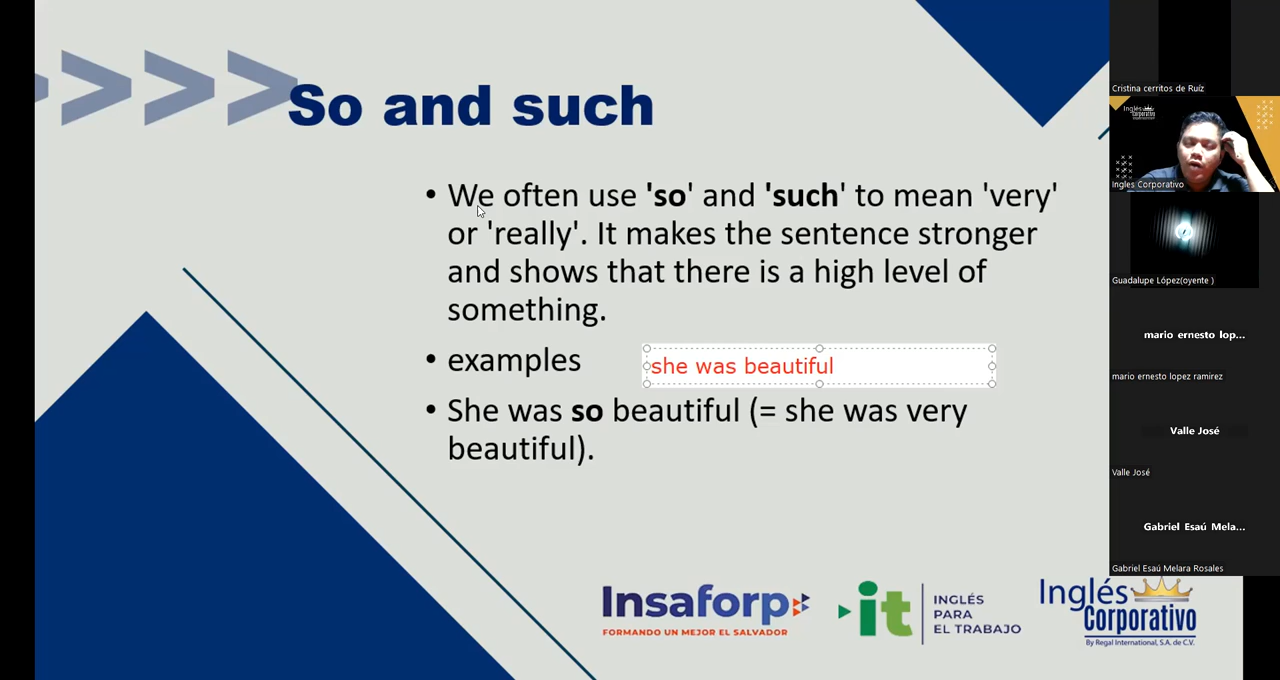 So and such
• We often use 'so' and 'such' to mean 'very'
or 'really'. It makes the sentence stronger
and shows that there is a high level of
something.
• examples
she was beautiful
• She was so beautiful (= she was very
beautiful).
Insaforp
FORMANDO UN MEJOR EL SALVADOR
it
INGLÉS
PARA
EL TRABAJO
Inglés
Corporativo
By Regal International, S.A. de C.V.
Cristina cerritos de Ruíz
Inglés
Corporativo
Ingles Corporativo
Guadalupe López(oyente )
mario ernesto lop...
mario ernesto lopez ramirez
Valle José
Valle José
Gabriel Esaú Mela...
Gabriel Esaú Melara Rosales